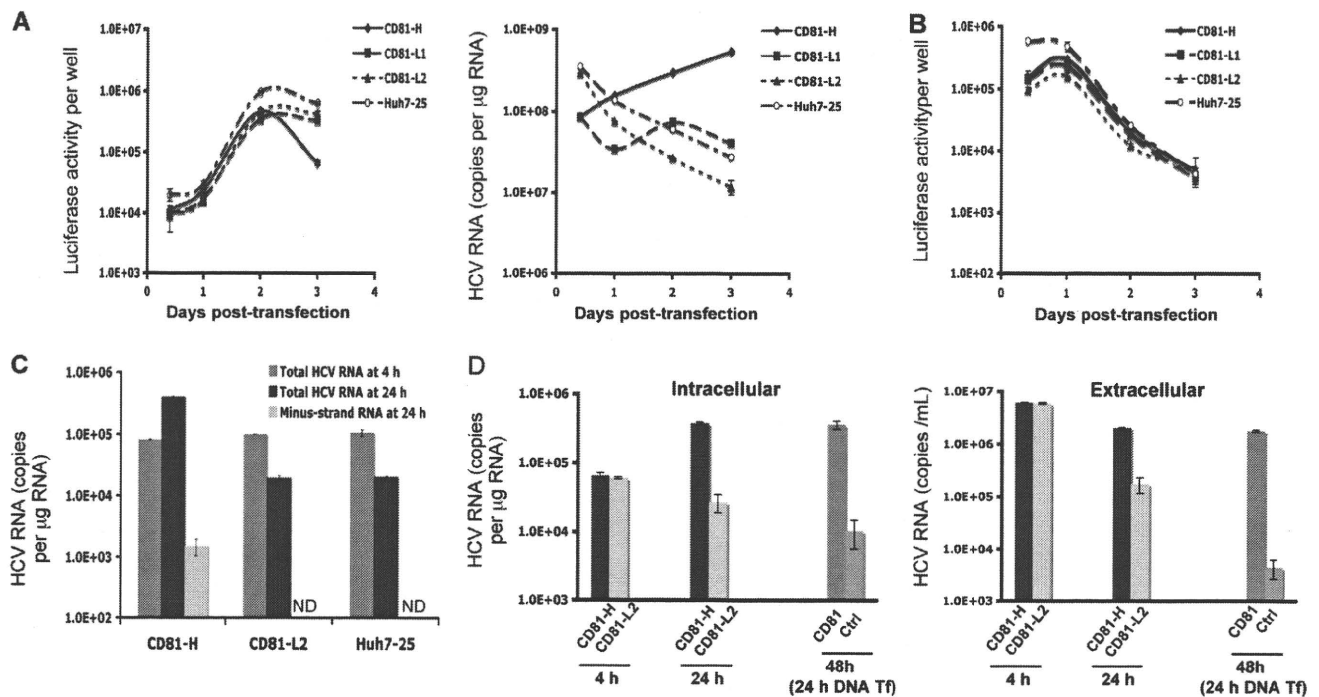 A
Luciferase activity per well
1.0E+07
1.0E+06
1.0E+05
1.0E+04
1.0E+03
0 1 2 3 4
Days post-transfection
CD81-H
CD81-L1
CD81-L2
Huh7-25
HCV RNA (copies per µg RNA)
1.0E+09
1.0E+08
1.0E+07
1.0E+06
0 1 2 3 4
Days post-transfection
CD81-H
CD81-L1
CD81-L2
Huh7-25
B
Luciferase activityper well
1.0E+06
1.0E+05
1.0E+04
1.0E+03
1.0E+02
0 1 2 3 4
Days post-transfection
CD81-H
CD81-L1
CD81-L2
Huh7-25
C
HCV RNA (copies
per µg RNA)
1.0E+06
1.0E+05
1.0E+04
1.0E+03
1.0E+02
Total HCV RNA at 4 h
Total HCV RNA at 24 h
Minus-strand RNA at 24 h
ND ND
CD81-H CD81-L2 Huh7-25
D
Intracellular
HCV RNA (copies
per µg RNA)
1.0E+06
1.0E+05
1.0E+04
1.0E+03
CD81-H CD81-L2 CD81-H CD81-L2 CD81 Ctrl
4 h 24 h 48h
(24 h DNA Tf)
Extracellular
HCV RNA (copies /mL)
1.0E+07
1.0E+06
1.0E+05
1.0E+04
1.0E+03
CD81-H CD81-L2 CD81-H CD81-L2 CD81 Ctrl
4 h 24 h 48h
(24 h DNA Tf)